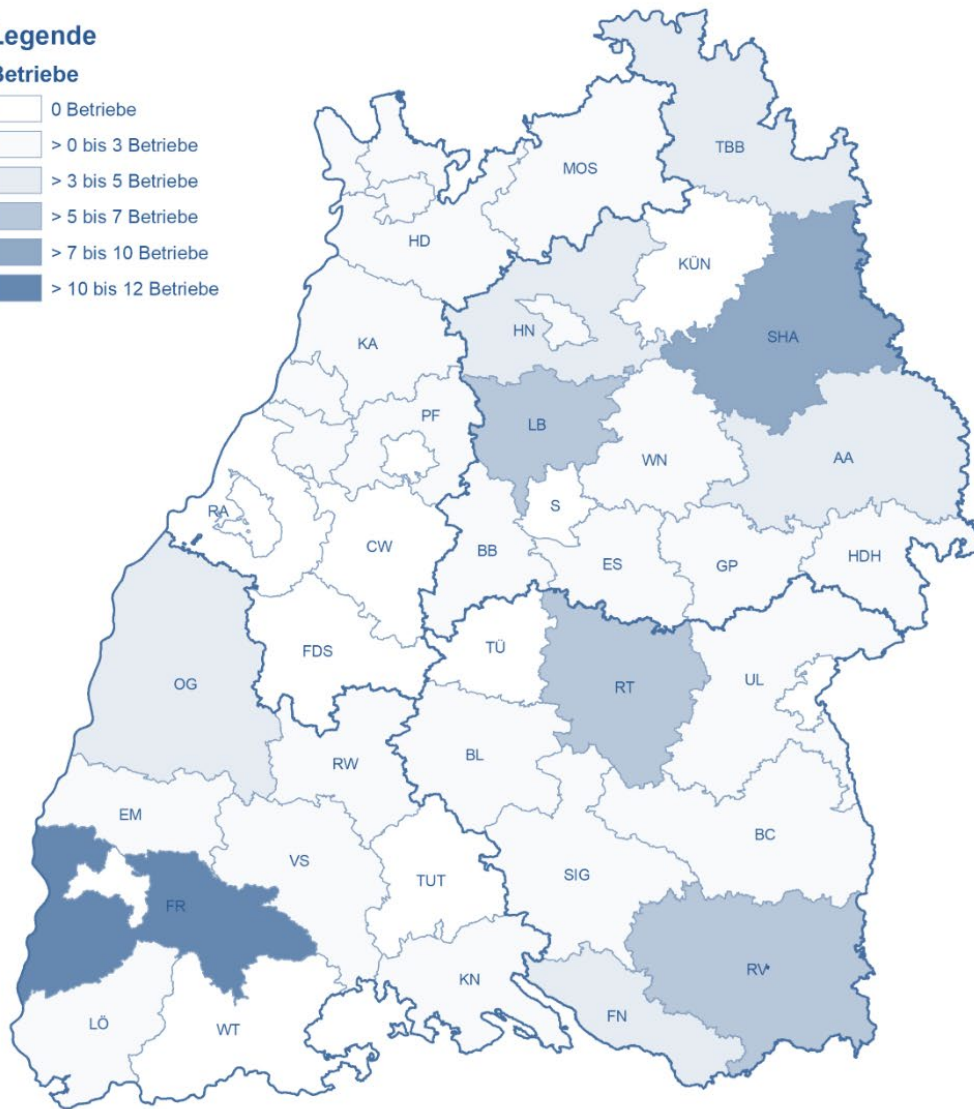 Legende
Betriebe
0 Betriebe
> 0 bis 3 Betriebe
> 3 bis 5 Betriebe
> 5 bis 7 Betriebe
> 7 bis 10 Betriebe
> 10 bis 12 Betriebe
TBB
MOS
HD
KÜN
HN
SHA
KA
PF
LB
WN
AA
RA
S
CW
BB
ES
GP
HDH
FDS
TÜ
OG
RT
UL
RW
BL
EM
VS
BC
TUT
SIG
FR
KN
RV*
LÖ
WT
FN